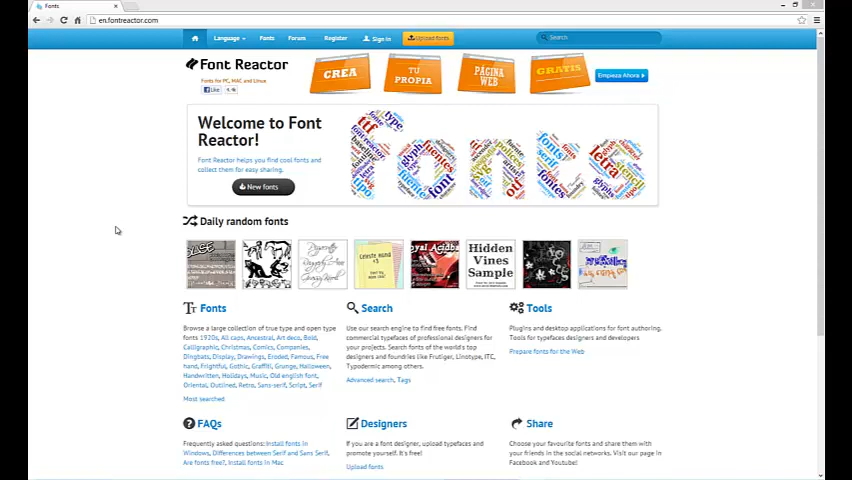 Fonts
en.fontreactor.com
Language Fonts Forum Register Sign In Upload fonts Search
Font Reactor
Fonts for PC, MAC and Linux
Like
CREA
TU PROPIA
PÁGINA WEB
GRATIS
Empieza Ahora
Welcome to Font
Reactor!
Font Reactor helps you find cool fonts and
collect them for easy sharing.
New fonts
Fonts
Daily random fonts
Celeste Hand
Hidden
Vines
Sample
Fonts
Browse a large collection of true type and open type
fonts 1920s, All caps, Ancestral, Art deco, Bold,
Calligraphic, Christmas, Comics, Companies,
Dingbats, Display, Drawings, Eroded, Famous, Free
hand, Frightful, Gothic, Graffiti, Grunge, Halloween,
Handwritten, Holidays, Music, Old english font,
Oriental, Outlined, Retro, Sans-serif, Script, Serif
Most searched
Search
Use our search engine to find free fonts. Find
commercial typefaces of professional designers for
your projects. Search fonts of the world's top
designers and foundries like Frutiger, Linotype, ITC,
Typodermic among others.
Advanced search, Tags
Tools
Plugins and desktop applications for font authoring.
Tools for typefaces designers and developers
Prepare fonts for the Web
FAQs
Frequently asked questions: Install fonts in
Windows, Differences between Serif and Sans Serif,
Are fonts free?, Install fonts in Mac
Designers
If you are a font designer, upload typefaces and
promote yourself. It's free!
Upload fonts
Share
Choose your favourite fonts and share them with
your friends in the social networks. Visit our page in
Facebook and Youtube!